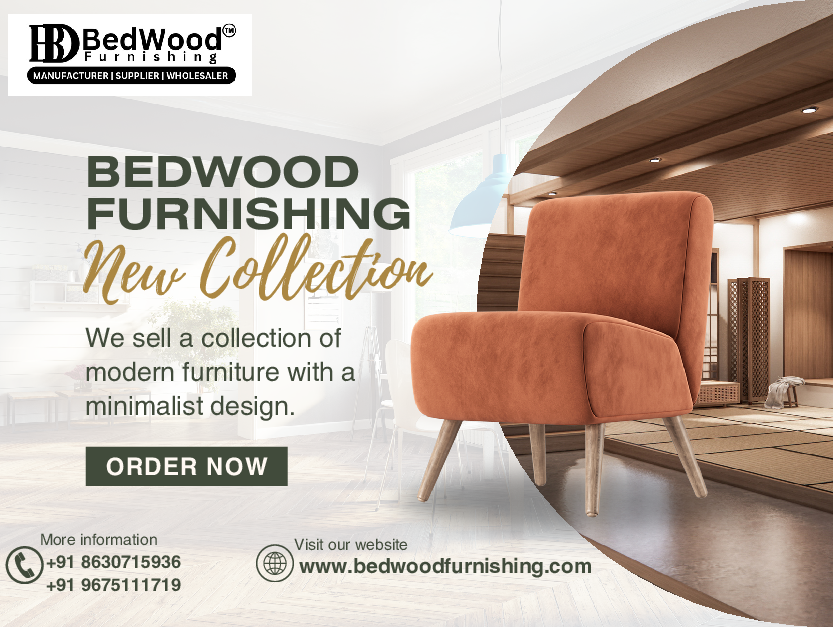 BD BedWood™
Furnishing
MANUFACTURER | SUPPLIER | WHOLESALER
BEDWOOD
FURNISHING
New Collection
We sell a collection of
modern furniture with a
minimalist design.
ORDER NOW
More information
+91 8630715936
+91 9675111719
Visit our website
www.bedwoodfurnishing.com